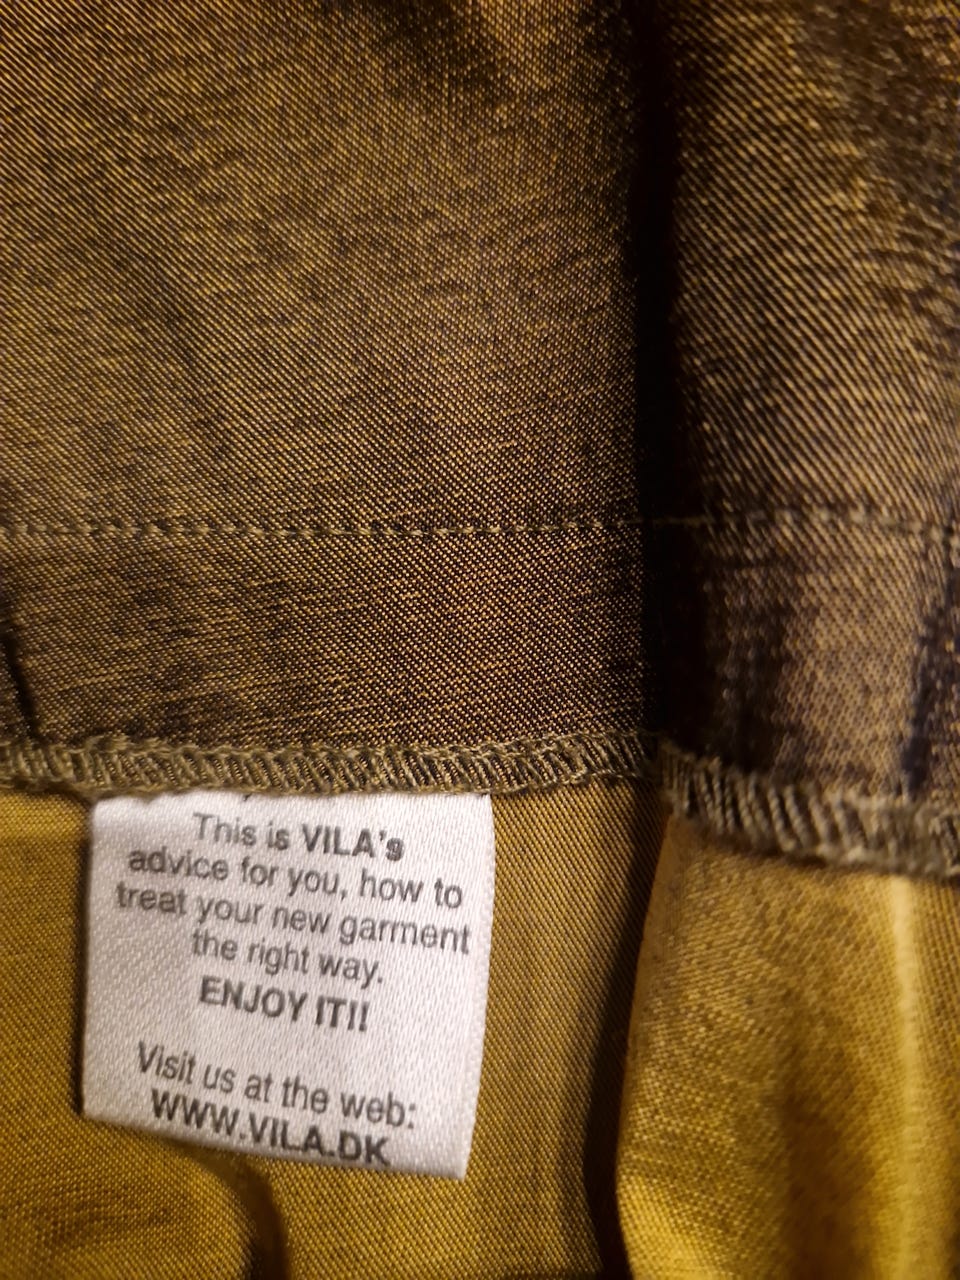 This is VILA's
advice for you, how to
treat your new garment
the right way.
ENJOY IT!!
Visit us at the web:
WWW.VILA.DK